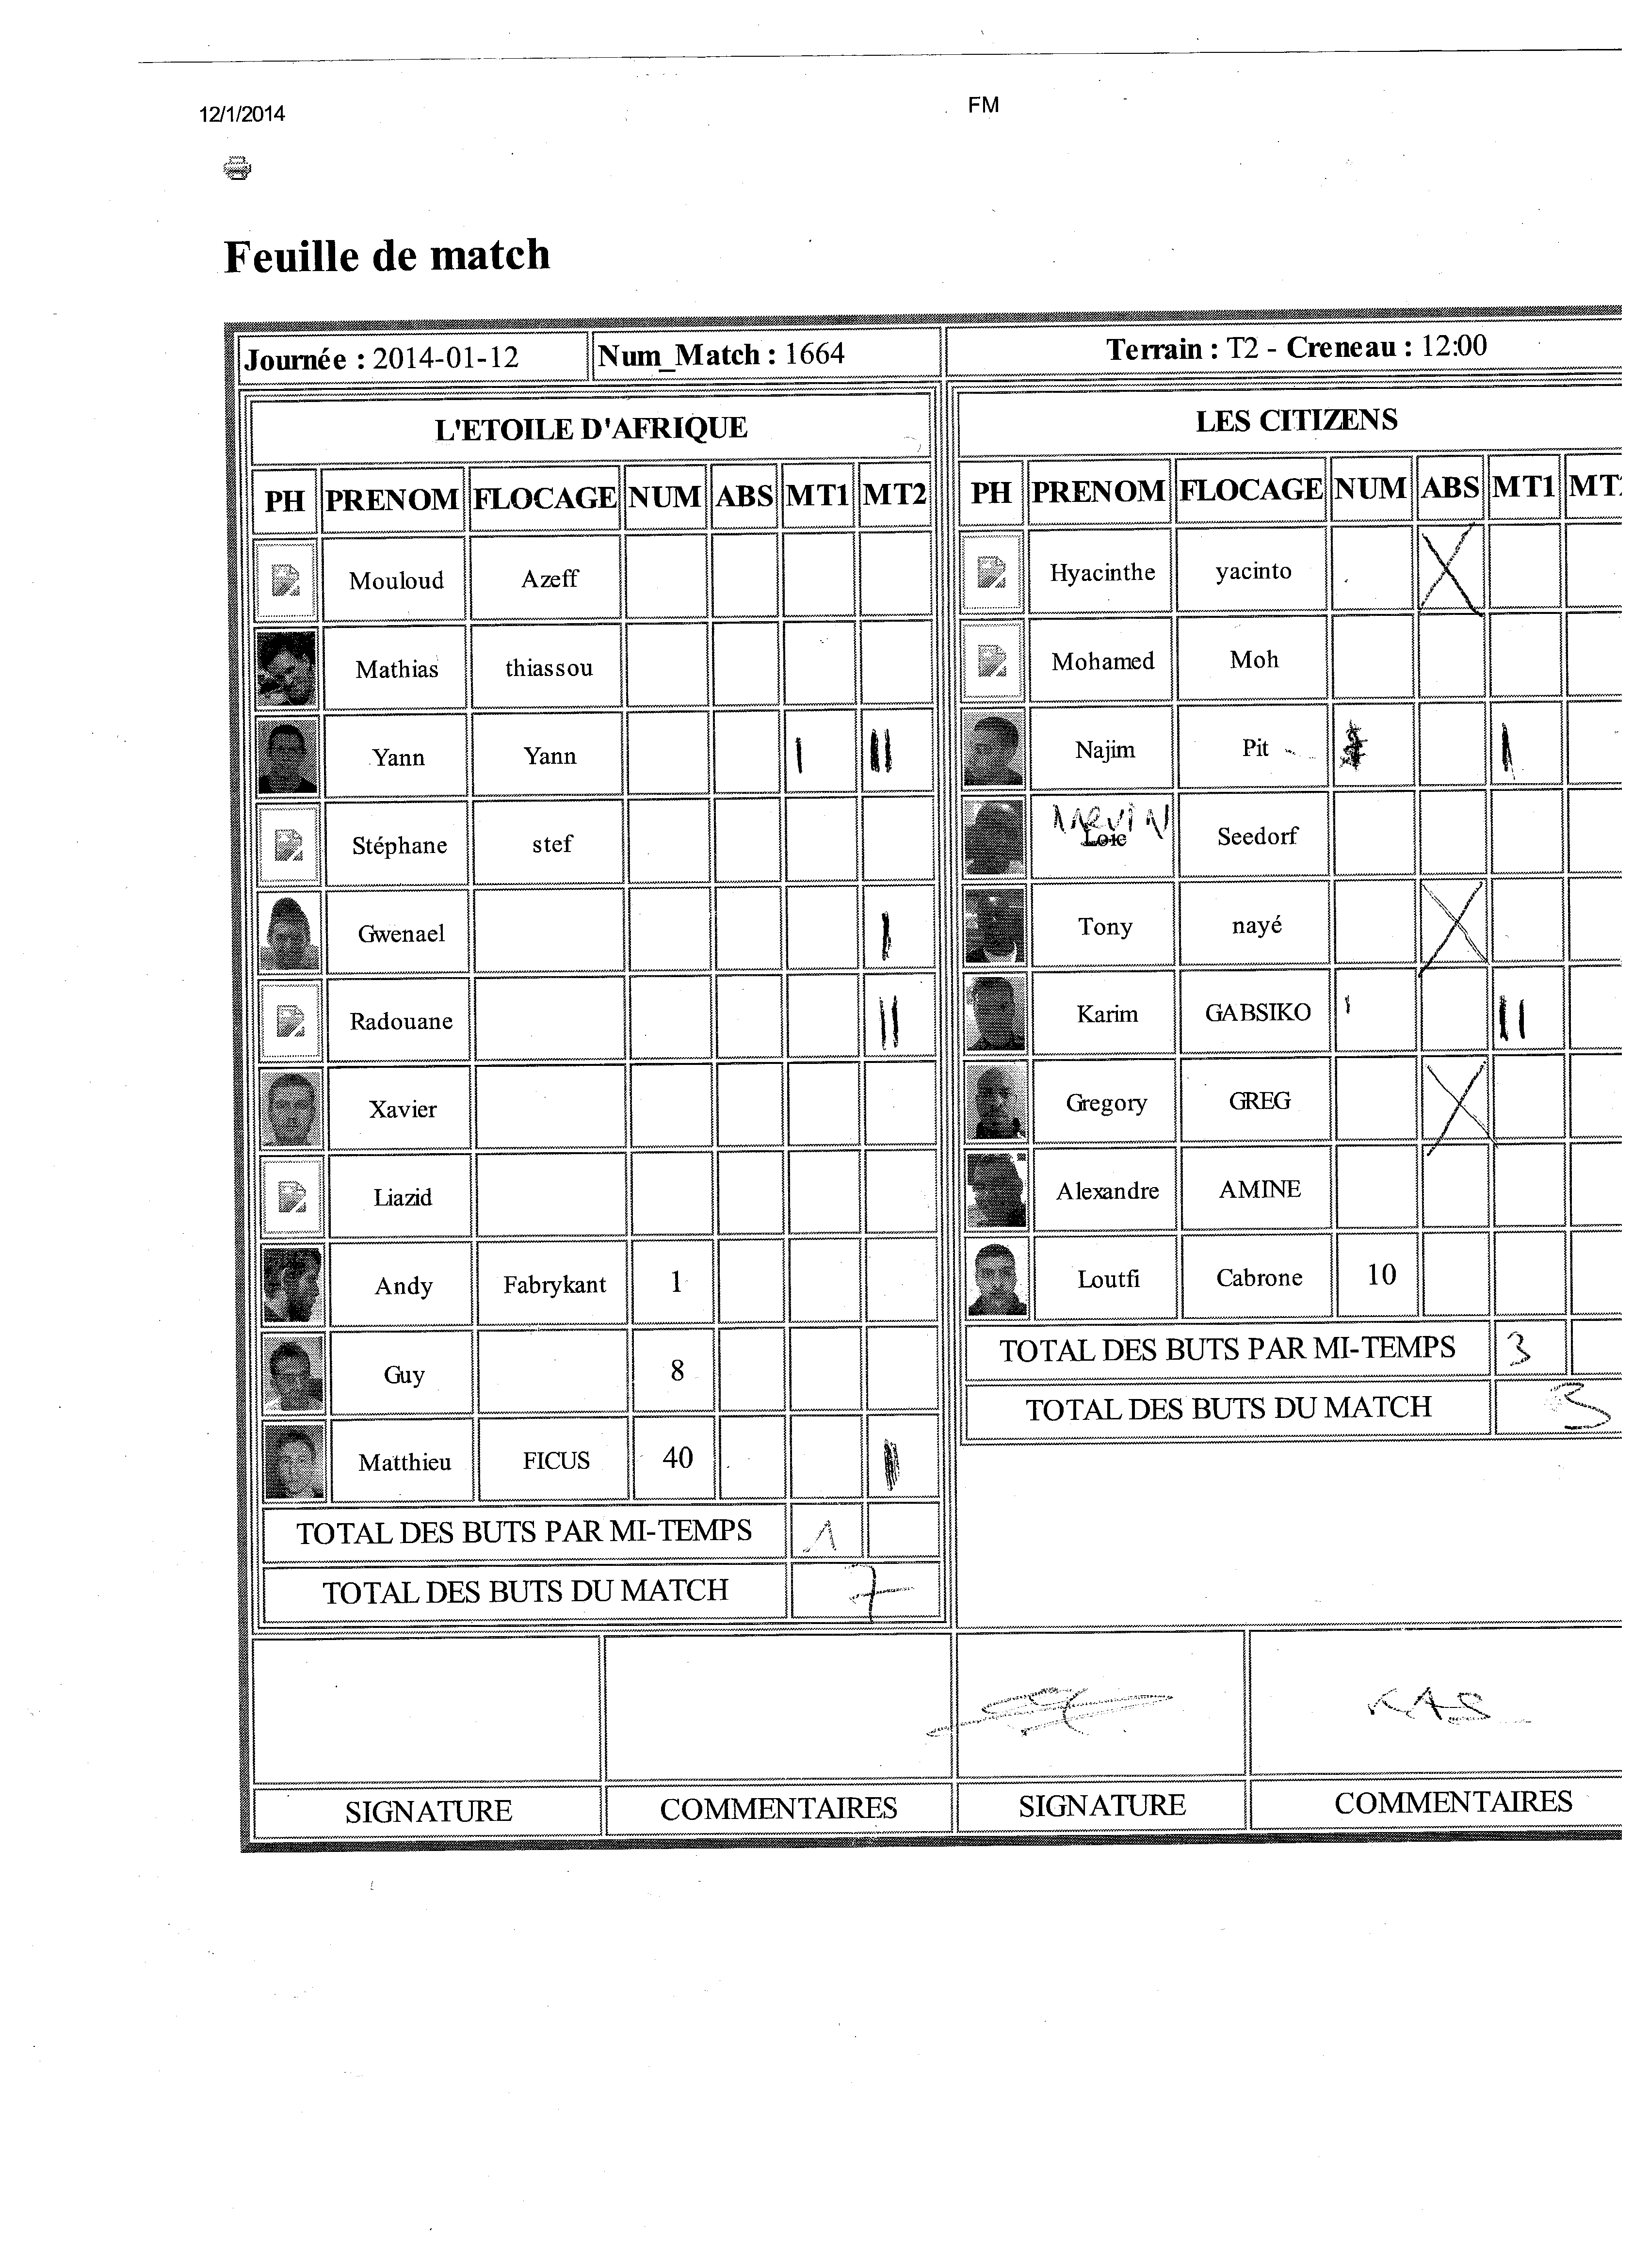 12/1/2014 FM
Feuille de match
Journée : 2014-01-12 Num_Match : 1664 Terrain : T2 - Creneau : 12:00
L'ETOILE D'AFRIQUE
PH PRENOM FLOCAGE NUM ABS MT1 MT2
Mouloud Azeff
Mathias thiassou
Yann Yann I II
Stéphane stef
Gwenael I
Radouane II
Xavier
Liazid
Andy Fabrykant 1
Guy 8
Matthieu FICUS 40
TOTAL DES BUTS PAR MI-TEMPS 1
TOTAL DES BUTS DU MATCH 7
LES CITIZENS
PH PRENOM FLOCAGE NUM ABS MT1 MT
Hyacinthe yacinto X
Mohamed Moh
Najim Pit I
MEVIN
Loic Seedorf
Tony nayé X
Karim GABSIKO I II
Gregory GREG X
Alexandre AMINE
Loutfi Cabrone 10
TOTAL DES BUTS PAR MI-TEMPS 3
TOTAL DES BUTS DU MATCH 3
KAS
SIGNATURE COMMENTAIRES SIGNATURE COMMENTAIRES